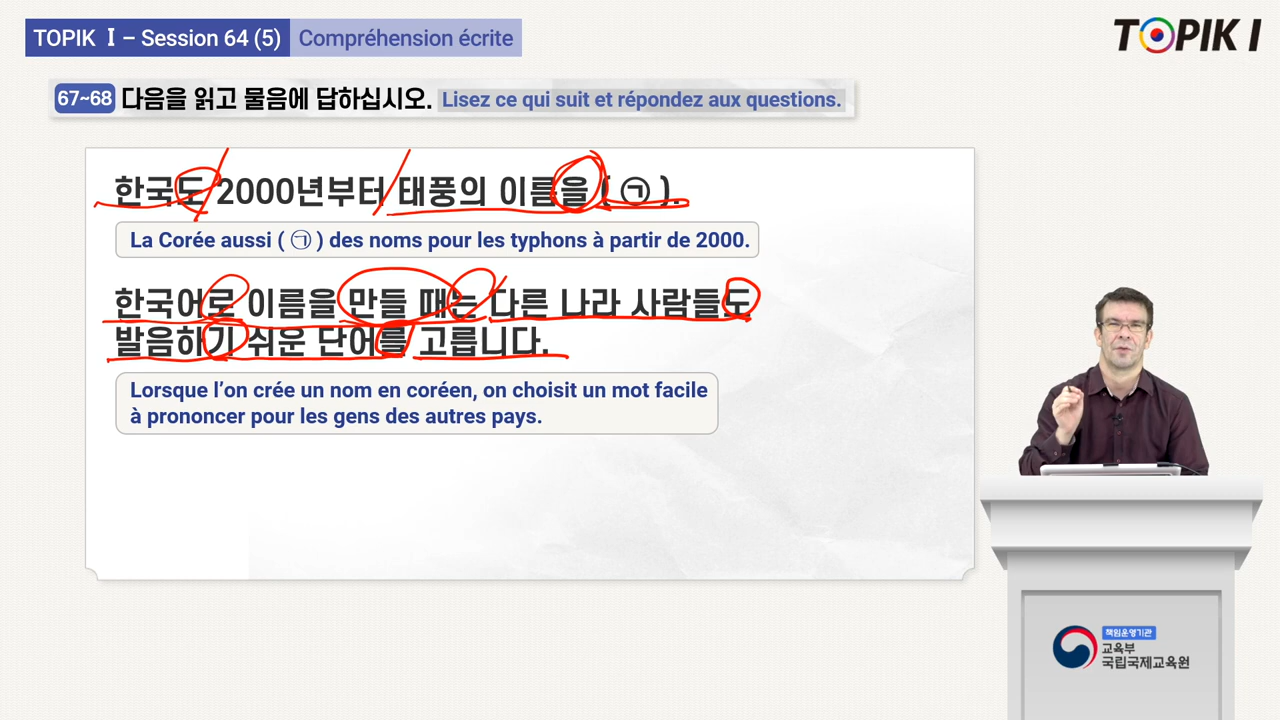 TOPIK Ⅰ – Session 64 (5) Compréhension écrite
TOPIK I
67~68 다음을 읽고 물음에 답하십시오. Lisez ce qui suit et répondez aux questions.
한국도 2000년부터 태풍의 이름을 ( ㉠ ).
La Corée aussi ( ㉠ ) des noms pour les typhons à partir de 2000.
한국어로 이름을 만들 때는 다른 나라 사람들도
발음하기 쉬운 단어를 고릅니다.
Lorsque l’on crée un nom en coréen, on choisit un mot facile
à prononcer pour les gens des autres pays.
책임운영기관
교육부
국립국제교육원